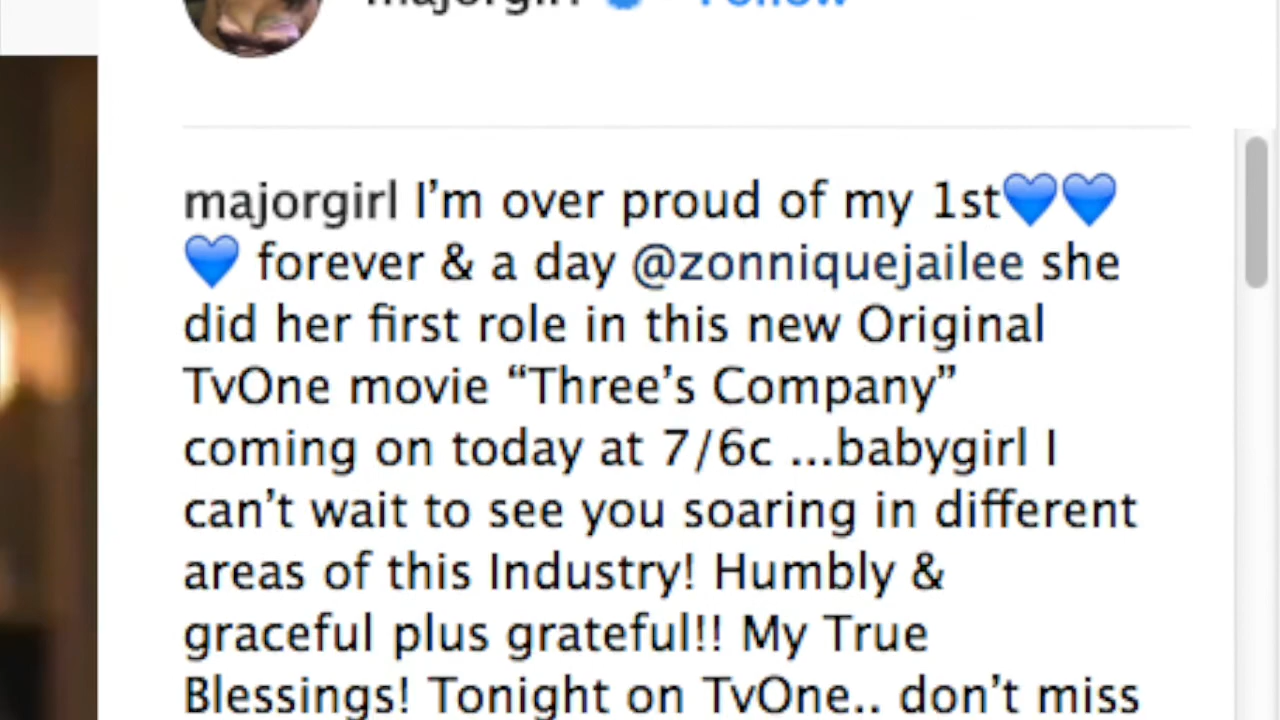 majorgirl Follow
majorgirl I’m over proud of my 1st💙💙
💙 forever & a day @zonniquejailee she
did her first role in this new Original
TvOne movie “Three’s Company”
coming on today at 7/6c ...babygirl I
can’t wait to see you soaring in different
areas of this Industry! Humbly &
graceful plus grateful!! My True
Blessings! Tonight on TvOne.. don’t miss